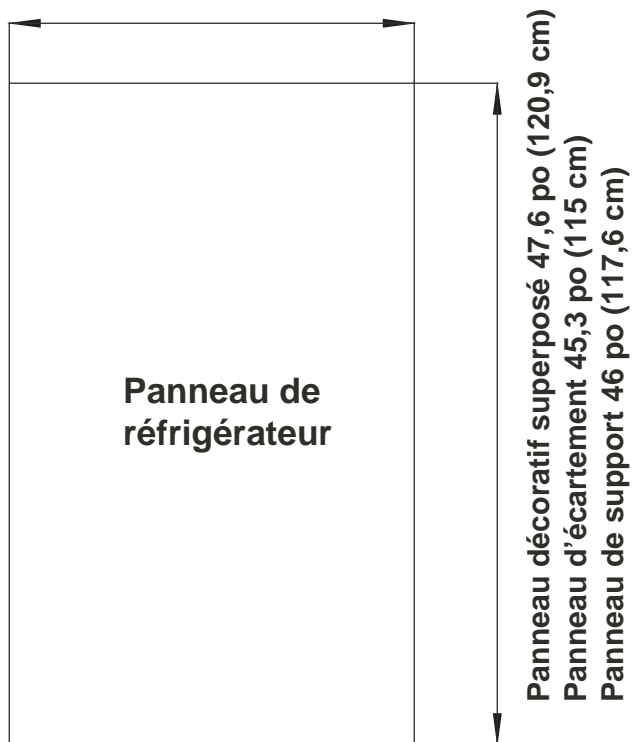 Panneau de
réfrigérateur
Panneau décoratif superposé 47,6 po (120,9 cm)
Panneau d’écartement 45,3 po (115 cm)
Panneau de support 46 po (117,6 cm)